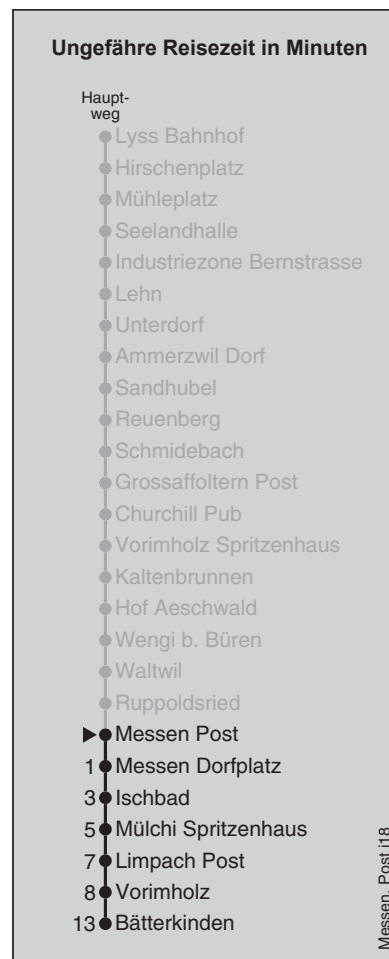 Ungefähre Reisezeit in Minuten
Haupt-
weg
Lyss Bahnhof
Hirschenplatz
Mühleplatz
Seelandhalle
Industriezone Bernstrasse
Lehn
Unterdorf
Ammerzwil Dorf
Sandhubel
Reuenberg
Schmidebach
Grossaffoltern Post
Churchill Pub
Vorimholz Spritzenhaus
Kaltenbrunnen
Hof Aeschwald
Wengi b. Büren
Waltwil
Ruppoldsried
Messen Post
1 Messen Dorfplatz
3 Ischbad
5 Mülchi Spritzenhaus
7 Limpach Post
8 Vorimholz
13 Bätterkinden
Messen, Post j18